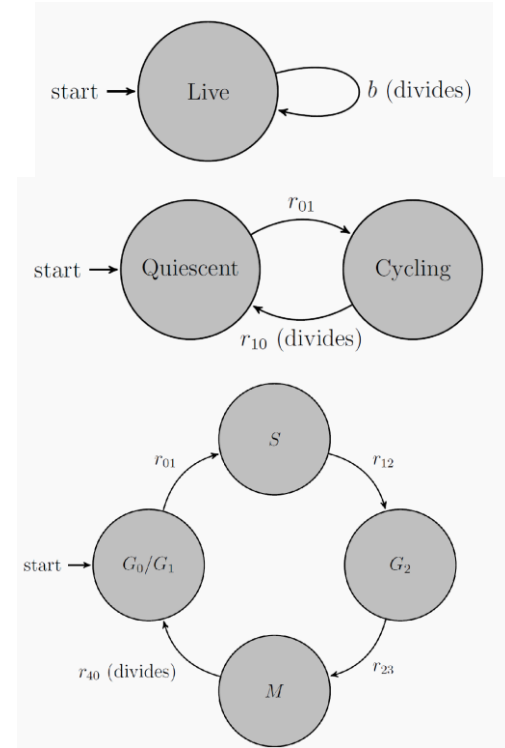 start
Live
b (divides)
r01
start
Quiescent
Cycling
r10 (divides)
S
r01
r12
start
G0/G1
G2
r40 (divides)
r23
M